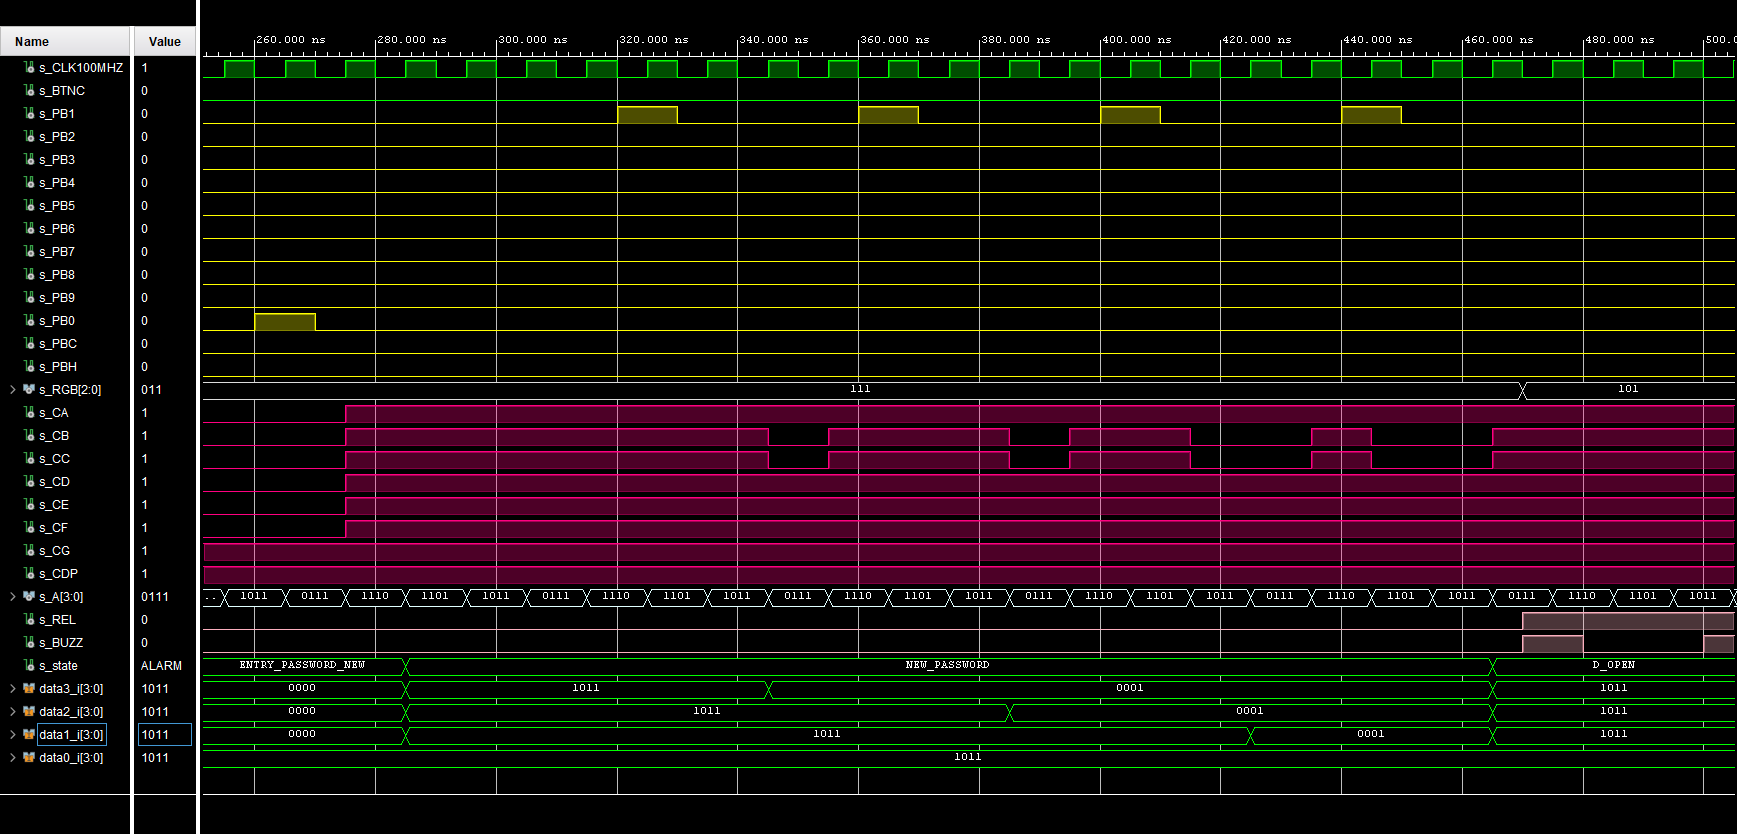 Name Value
260.000 ns 280.000 ns 300.000 ns 320.000 ns 340.000 ns 360.000 ns 380.000 ns 400.000 ns 420.000 ns 440.000 ns 460.000 ns 480.000 ns 500.0
s_CLK100MHZ 1
s_BTNC 0
s_PB1 0
s_PB2 0
s_PB3 0
s_PB4 0
s_PB5 0
s_PB6 0
s_PB7 0
s_PB8 0
s_PB9 0
s_PB0 0
s_PBC 0
s_PBH 0
s_RGB[2:0] 011 111 101
s_CA 1
s_CB 1
s_CC 1
s_CD 1
s_CE 1
s_CF 1
s_CG 1
s_CDP 1
s_A[3:0] 0111 .. 1011 0111 1110 1101 1011 0111 1110 1101 1011 0111 1110 1101 1011 0111 1110 1101 1011 0111 1110 1101 1011 0111 1110 1101 1011
s_REL 0
s_BUZZ 0
s_state ALARM ENTRY_PASSWORD_NEW NEW_PASSWORD D_OPEN
data3_i[3:0] 1011 0000 1011 0001 1011
data2_i[3:0] 1011 0000 1011 0001 1011
data1_i[3:0] 1011 0000 1011 0001 1011
data0_i[3:0] 1011 1011